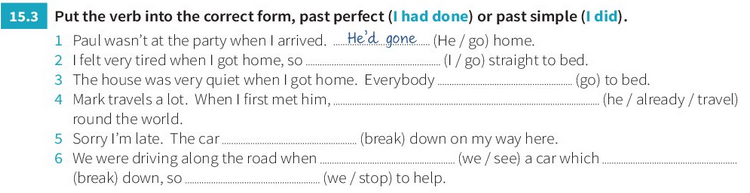 15.3 Put the verb into the correct form, past perfect (I had done) or past simple (I did).
1 Paul wasn't at the party when I arrived. He'd gone (He / go) home.
2 I felt very tired when I got home, so ........................ (I / go) straight to bed.
3 The house was very quiet when I got home. Everybody ........................ (go) to bed.
4 Mark travels a lot. When I first met him, ........................ (he / already / travel)
round the world.
5 Sorry I'm late. The car ........................ (break) down on my way here.
6 We were driving along the road when ........................ (we / see) a car which ........................
(break) down, so ........................ (we / stop) to help.